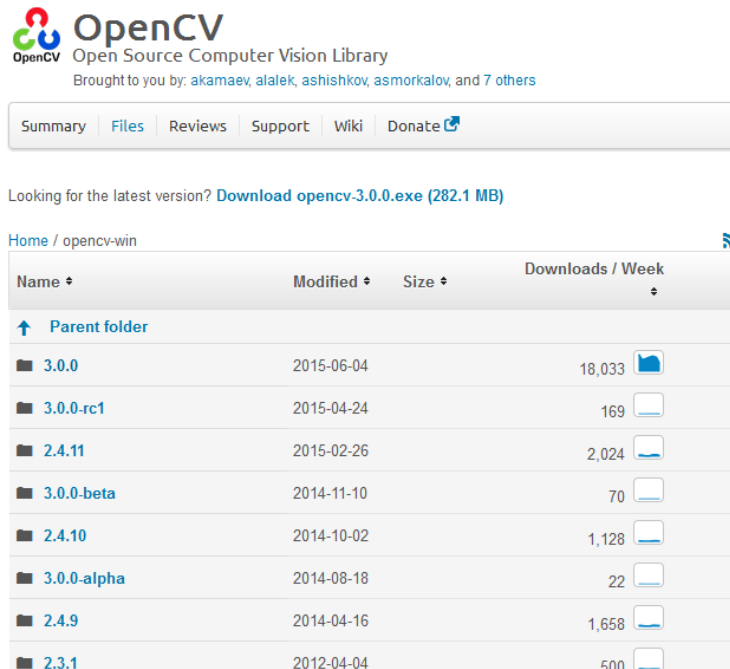 OpenCV
OpenCV
Open Source Computer Vision Library
Brought to you by: akamaev, alalek, ashishkov, asmorkalov, and 7 others
Summary Files Reviews Support Wiki Donate
Looking for the latest version? Download opencv-3.0.0.exe (282.1 MB)
Home / opencv-win
Name Modified Size Downloads / Week
Parent folder
3.0.0 2015-06-04 18,033
3.0.0-rc1 2015-04-24 169
2.4.11 2015-02-26 2,024
3.0.0-beta 2014-11-10 70
2.4.10 2014-10-02 1,128
3.0.0-alpha 2014-08-18 22
2.4.9 2014-04-16 1,658
2.3.1 2012-04-04 500